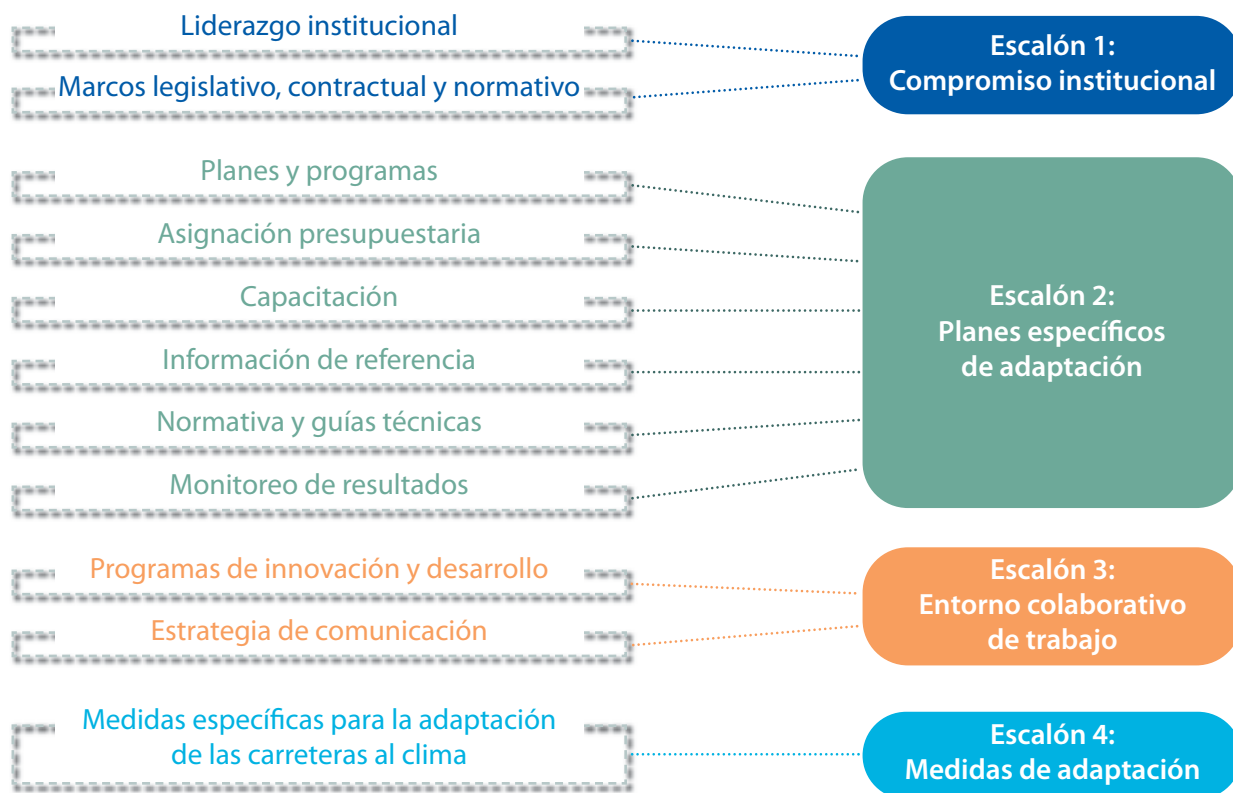 Liderazgo institucional
Marcos legislativo, contractual y normativo
Escalón 1:
Compromiso institucional
Planes y programas
Asignación presupuestaria
Capacitación
Información de referencia
Normativa y guías técnicas
Monitoreo de resultados
Escalón 2:
Planes específicos
de adaptación
Programas de innovación y desarrollo
Estrategia de comunicación
Escalón 3:
Entorno colaborativo
de trabajo
Medidas específicas para la adaptación
de las carreteras al clima
Escalón 4:
Medidas de adaptación